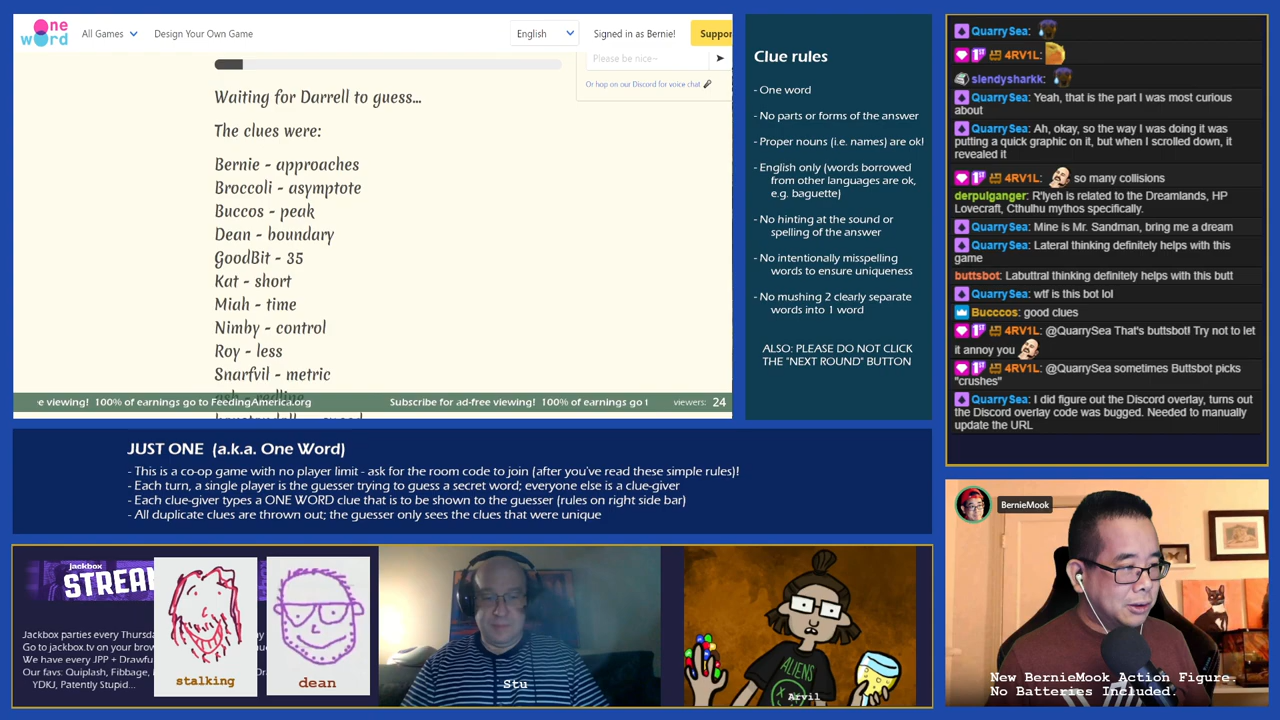 One
word
All Games
Design Your Own Game
English
Signed in as Bernie!
Suppor
Please be nice~
Or hop on our Discord for voice chat
Waiting for Darrell to guess...
The clues were:
Bernie - approaches
Broccoli - asymptote
Buccos - peak
Dean - boundary
GoodBit - 35
Kat - short
Miah - time
Nimby - control
Roy - less
Snarfvil - metric
e viewing! 100% of earnings go to FeedingAmerica.org
Subscribe for ad-free viewing! 100% of earnings go t
viewers: 24
Clue rules
- One word
- No parts or forms of the answer
- Proper nouns (i.e. names) are ok!
- English only (words borrowed
from other languages are ok,
e.g. baguette)
- No hinting at the sound or
spelling of the answer
- No intentionally misspelling
words to ensure uniqueness
- No mushing 2 clearly separate
words into 1 word
ALSO: PLEASE DO NOT CLICK
THE "NEXT ROUND" BUTTON
QuarrySea:
4RV1L:
slendysharkk:
QuarrySea: Yeah, that is the part I was most curious
about
QuarrySea: Ah, okay, so the way I was doing it was
putting a quick graphic on it, but when I scrolled down, it
revealed it
4RV1L: so many collisions
derpulganger: R'lyeh is related to the Dreamlands, HP
Lovecraft, Cthulhu mythos specifically.
QuarrySea: Mine is Mr. Sandman, bring me a dream
QuarrySea: Lateral thinking definitely helps with this
game
buttsbot: Labuttral thinking definitely helps with this butt
QuarrySea: wtf is this bot lol
Bucccos: good clues
4RV1L: @QuarrySea That's buttsbot! Try not to let
it annoy you
4RV1L: @QuarrySea sometimes Buttsbot picks
"crushes"
QuarrySea: I did figure out the Discord overlay, turns out
the Discord overlay code was bugged. Needed to manually
update the URL
JUST ONE (a.k.a. One Word)
- This is a co-op game with no player limit - ask for the room code to join (after you've read these simple rules)!
- Each turn, a single player is the guesser trying to guess a secret word; everyone else is a clue-giver
- Each clue-giver types a ONE WORD clue that is to be shown to the guesser (rules on right side bar)
- All duplicate clues are thrown out; the guesser only sees the clues that were unique
jackbox
STREA
Jackbox parties every Thursda
Go to jackbox.tv on your brow
We have every JPP + Drawfu
Our favs: Quiplash, Fibbage,
YDKJ, Patently Stupid...
stalking
dean
Stu
ALIENS
Arvil
BernieMook
New BernieMook Action Figure.
No Batteries Included.